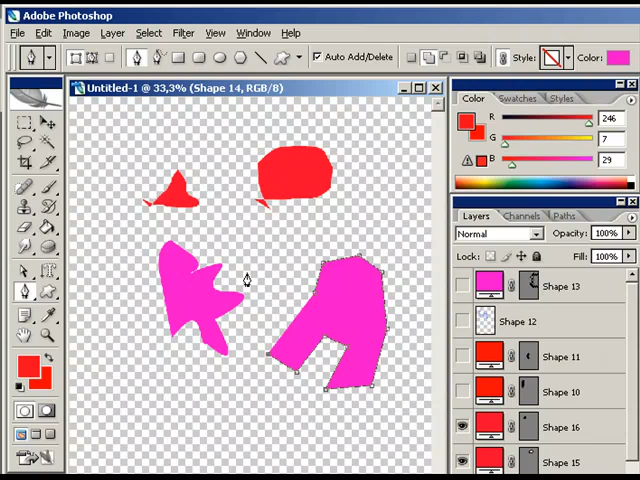 Adobe Photoshop
File Edit Image Layer Select Filter View Window Help
Auto Add/Delete Style: Color:
Untitled-1 @ 33,3% (Shape 14, RGB/8)
Color Swatches Styles
R 246
G 7
B 29
Layers Channels Paths
Normal Opacity: 100%
Lock: Fill: 100%
Shape 13
Shape 12
Shape 11
Shape 10
Shape 16
Shape 15